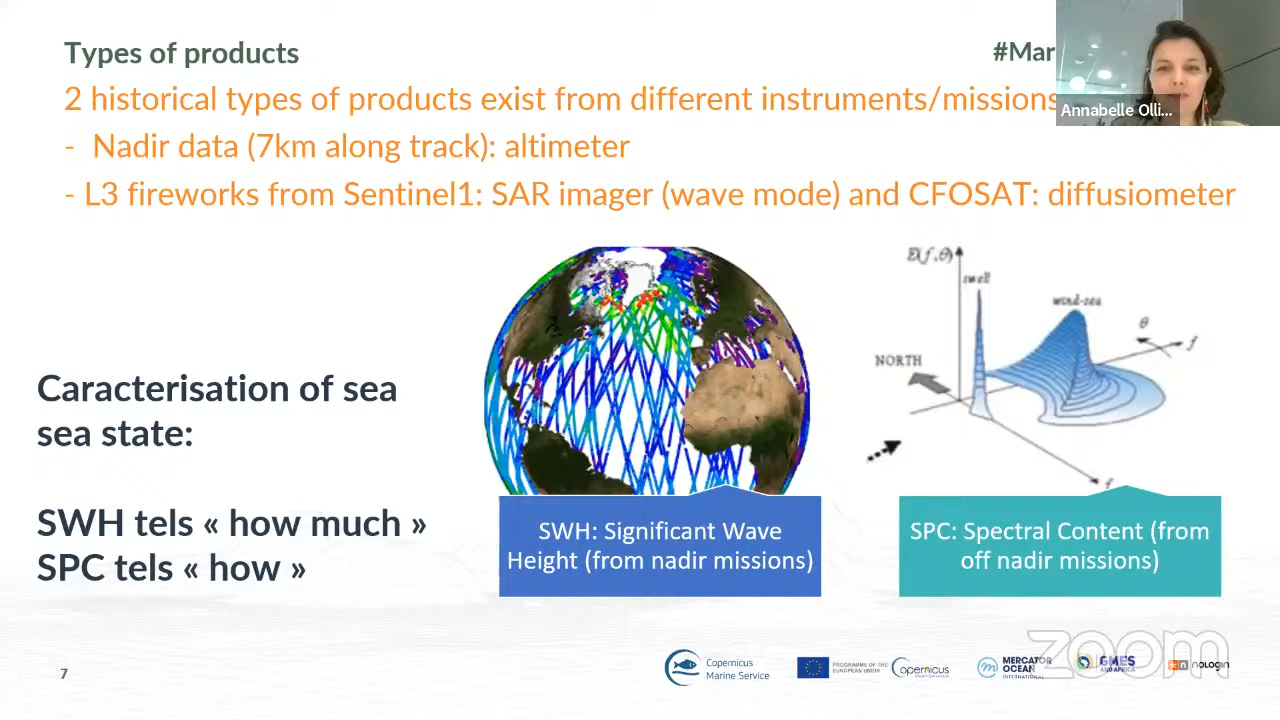 Types of products
#Mar
2 historical types of products exist from different instruments/missions
Annabelle Olli...
- Nadir data (7km along track): altimeter
- L3 fireworks from Sentinel1: SAR imager (wave mode) and CFOSAT: diffusiometer
E(f,θ)
swell
wind-sea
θ
f
NORTH
f
Caracterisation of sea
sea state:
SWH tels « how much »
SPC tels « how »
SWH: Significant Wave
Height (from nadir missions)
SPC: Spectral Content (from
off nadir missions)
zoom
7
Copernicus
Marine Service
PROGRAMME OF THE
EUROPEAN UNION
Copernicus
MERCATOR
OCEAN
INTERNATIONAL
GMES
AND AFRICA
nologin